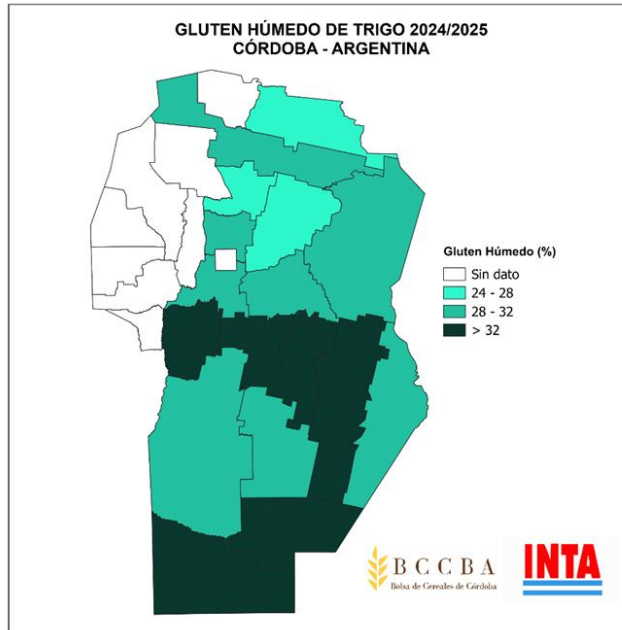 GLUTEN HÚMEDO DE TRIGO 2024/2025
CÓRDOBA - ARGENTINA
Gluten Húmedo (%)
Sin dato
24 - 28
28 - 32
> 32
BCCBA
Bolsa de Cereales de Córdoba
INTA